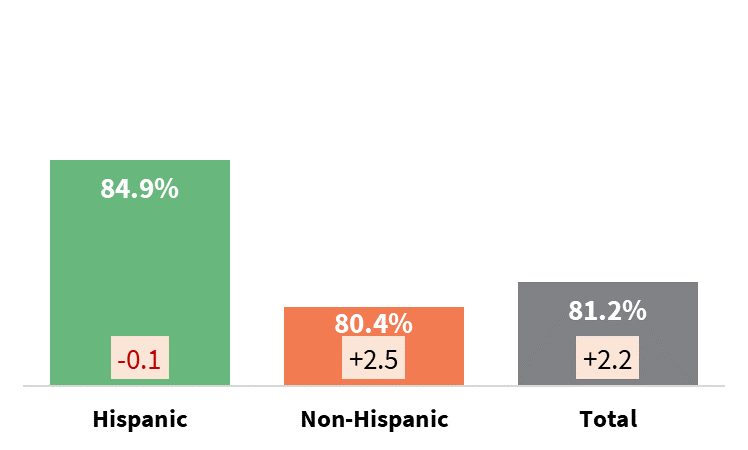 84.9%
80.4%
81.2%
-0.1
+2.5
+2.2
Hispanic
Non-Hispanic
Total